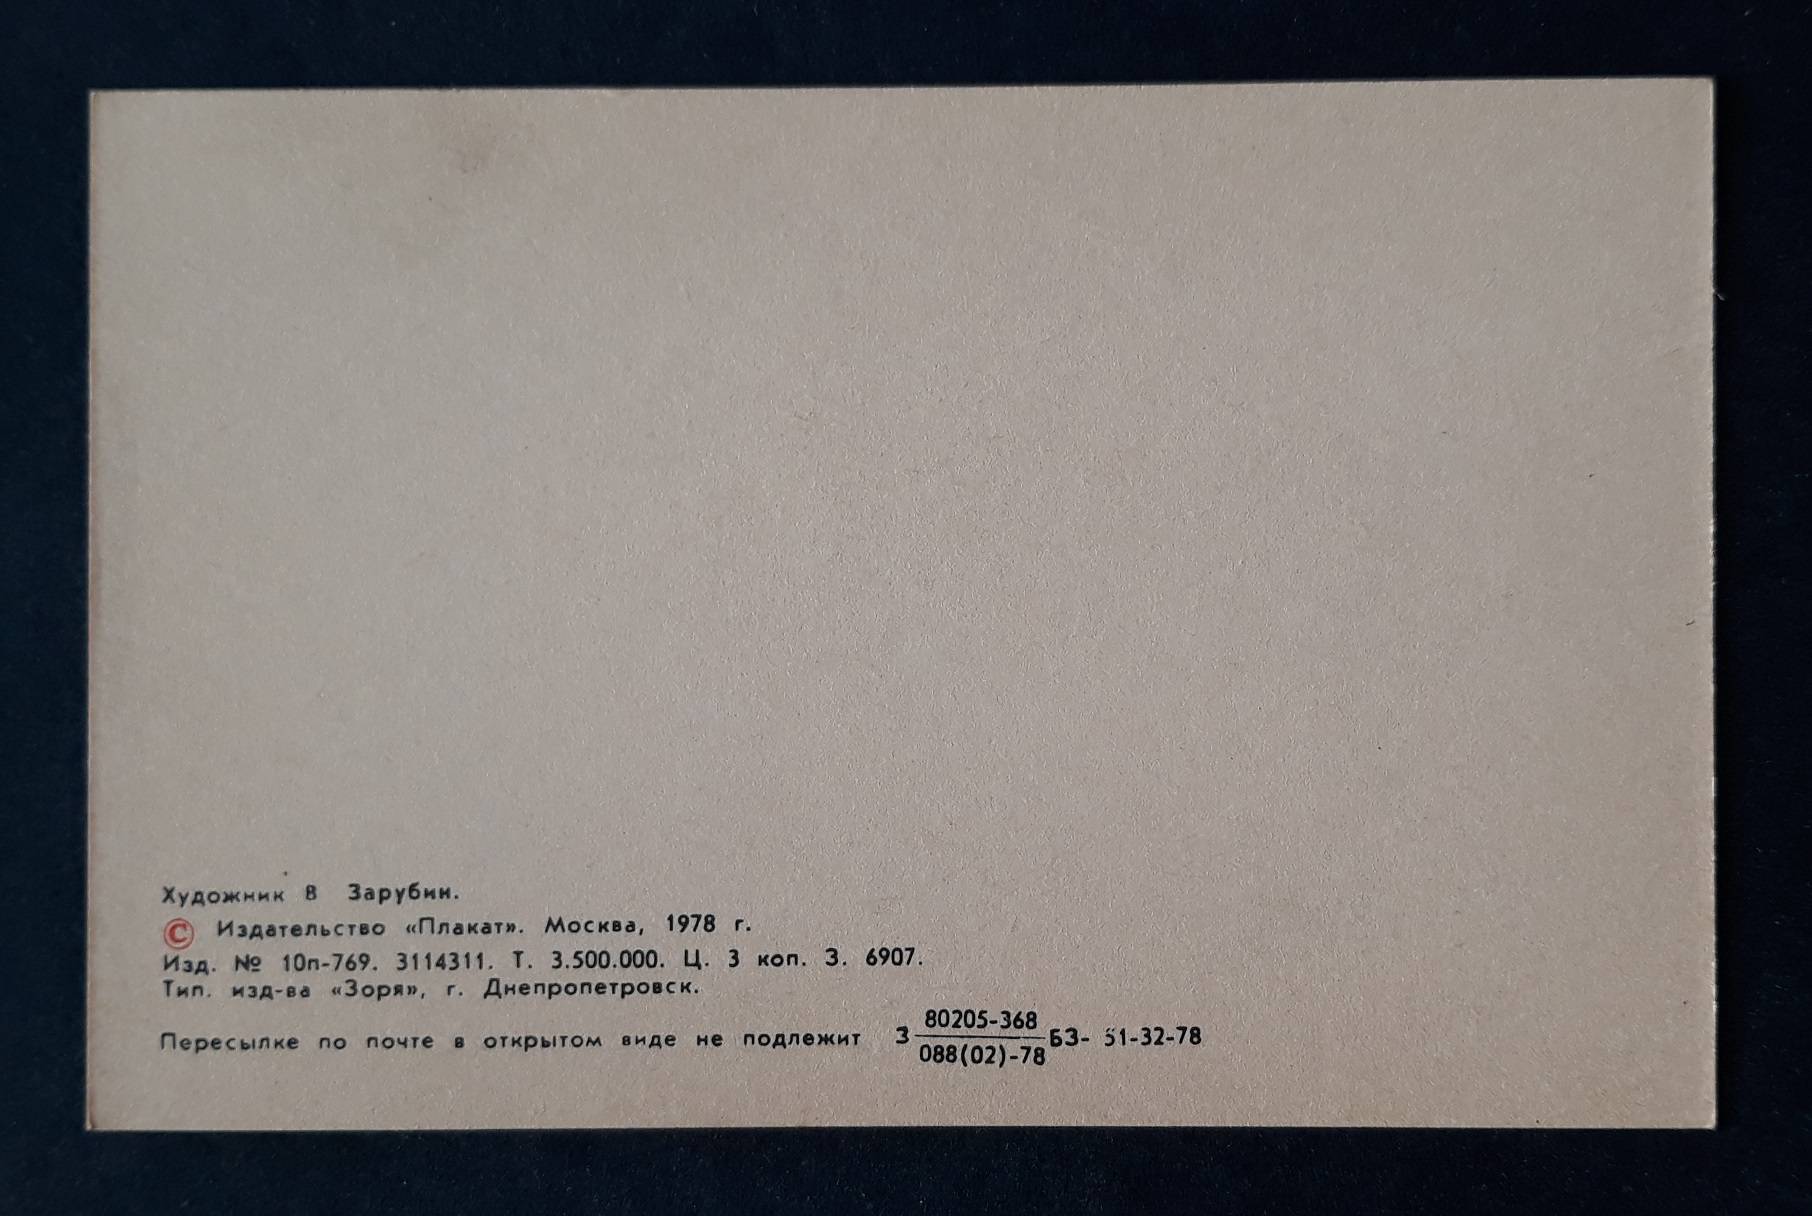 Художник В Зарубин.
© Издательство «Плакат». Москва, 1978 г.
Изд. № 10п-769. 3114311. Т. 3.500.000. Ц. 3 коп. З. 6907.
Тип. изд-ва «Зоря», г. Днепропетровск.
Пересылке по почте в открытом виде не подлежит З 80205-368 БЗ- 51-32-78
088(02)-78